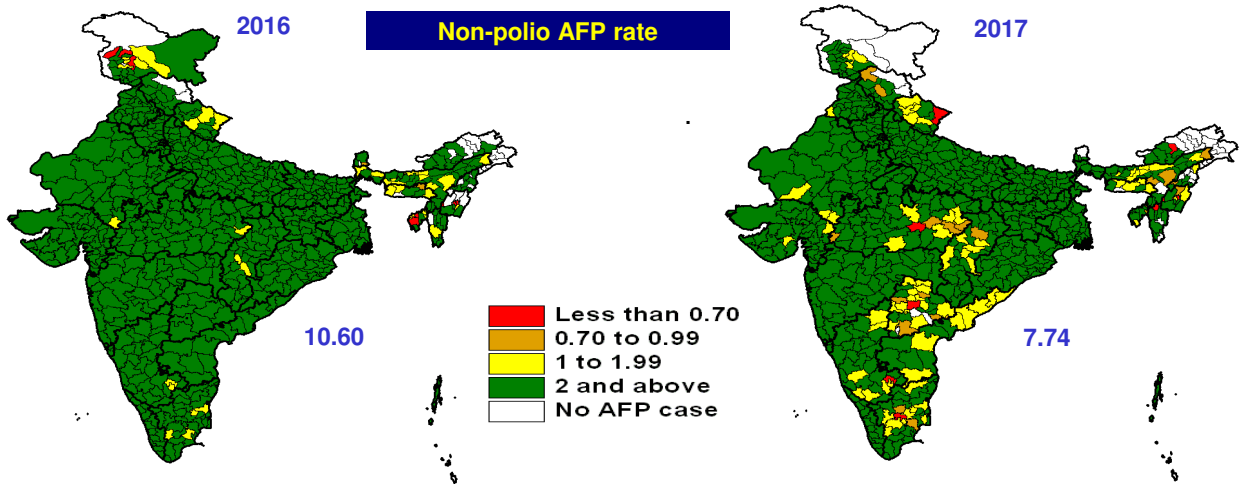 2016
Non-polio AFP rate
2017
10.60
7.74
Less than 0.70
0.70 to 0.99
1 to 1.99
2 and above
No AFP case